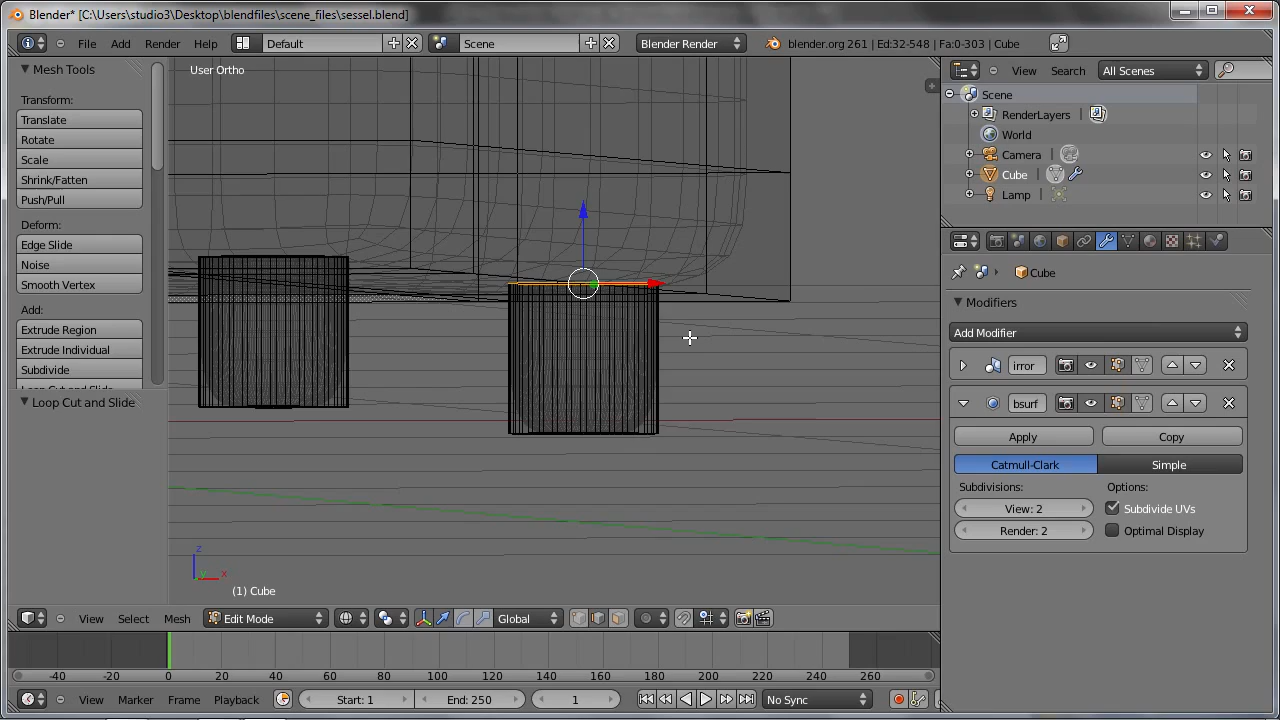 Blender* [C:\Users\studio3\Desktop\blendfiles\scene_files\sessel.blend]
File Add Render Help Default Scene Blender Render blender.org 261 | Ed:32-548 | Fa:0-303 | Cube
Mesh Tools
Transform:
Translate
Rotate
Scale
Shrink/Fatten
Push/Pull
Deform:
Edge Slide
Noise
Smooth Vertex
Add:
Extrude Region
Extrude Individual
Subdivide
Loop Cut and Slide
Loop Cut and Slide
User Ortho
z
y
x
(1) Cube
View Search All Scenes
Scene
RenderLayers
World
Camera
Cube
Lamp
Cube
Modifiers
Add Modifier
irror
bsurf
Apply Copy
Catmull-Clark Simple
Subdivisions: Options:
View: 2 Subdivide UVs
Render: 2 Optimal Display
View Select Mesh Edit Mode Global
-40 -20 0 20 40 60 80 100 120 140 160 180 200 220 240 260
View Marker Frame Playback Start: 1 End: 250 1 No Sync